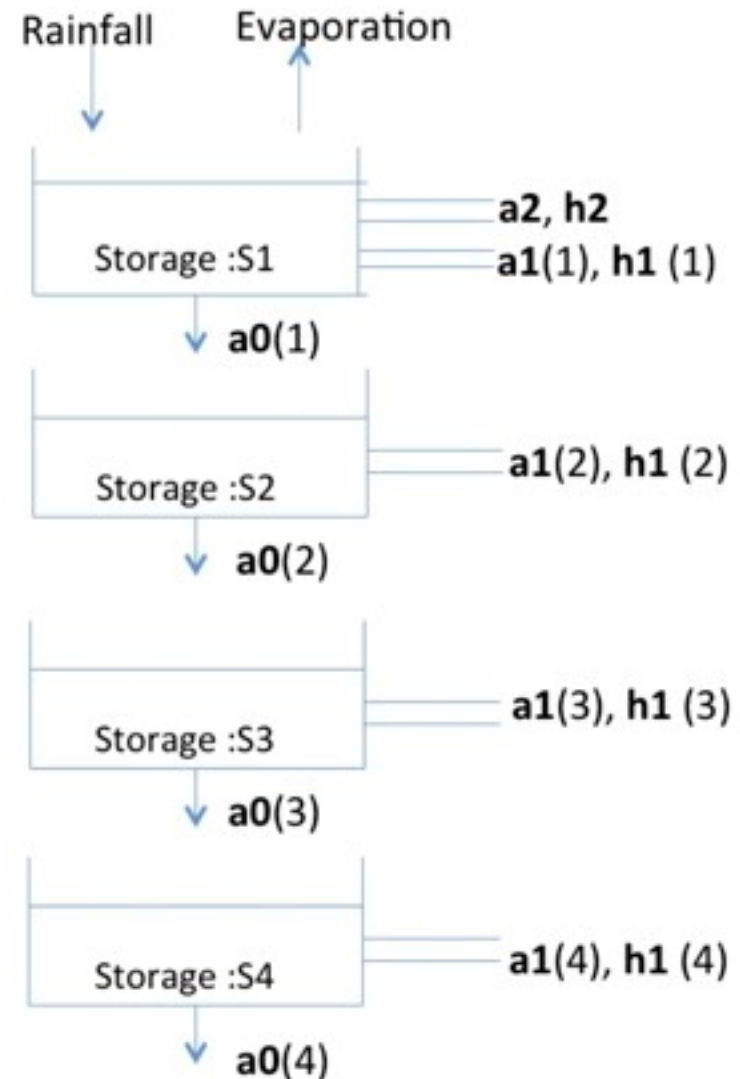 Rainfall Evaporation
a2, h2
Storage :S1 a1(1), h1 (1)
a0(1)
a1(2), h1 (2)
Storage :S2
a0(2)
a1(3), h1 (3)
Storage :S3
a0(3)
a1(4), h1 (4)
Storage :S4
a0(4)